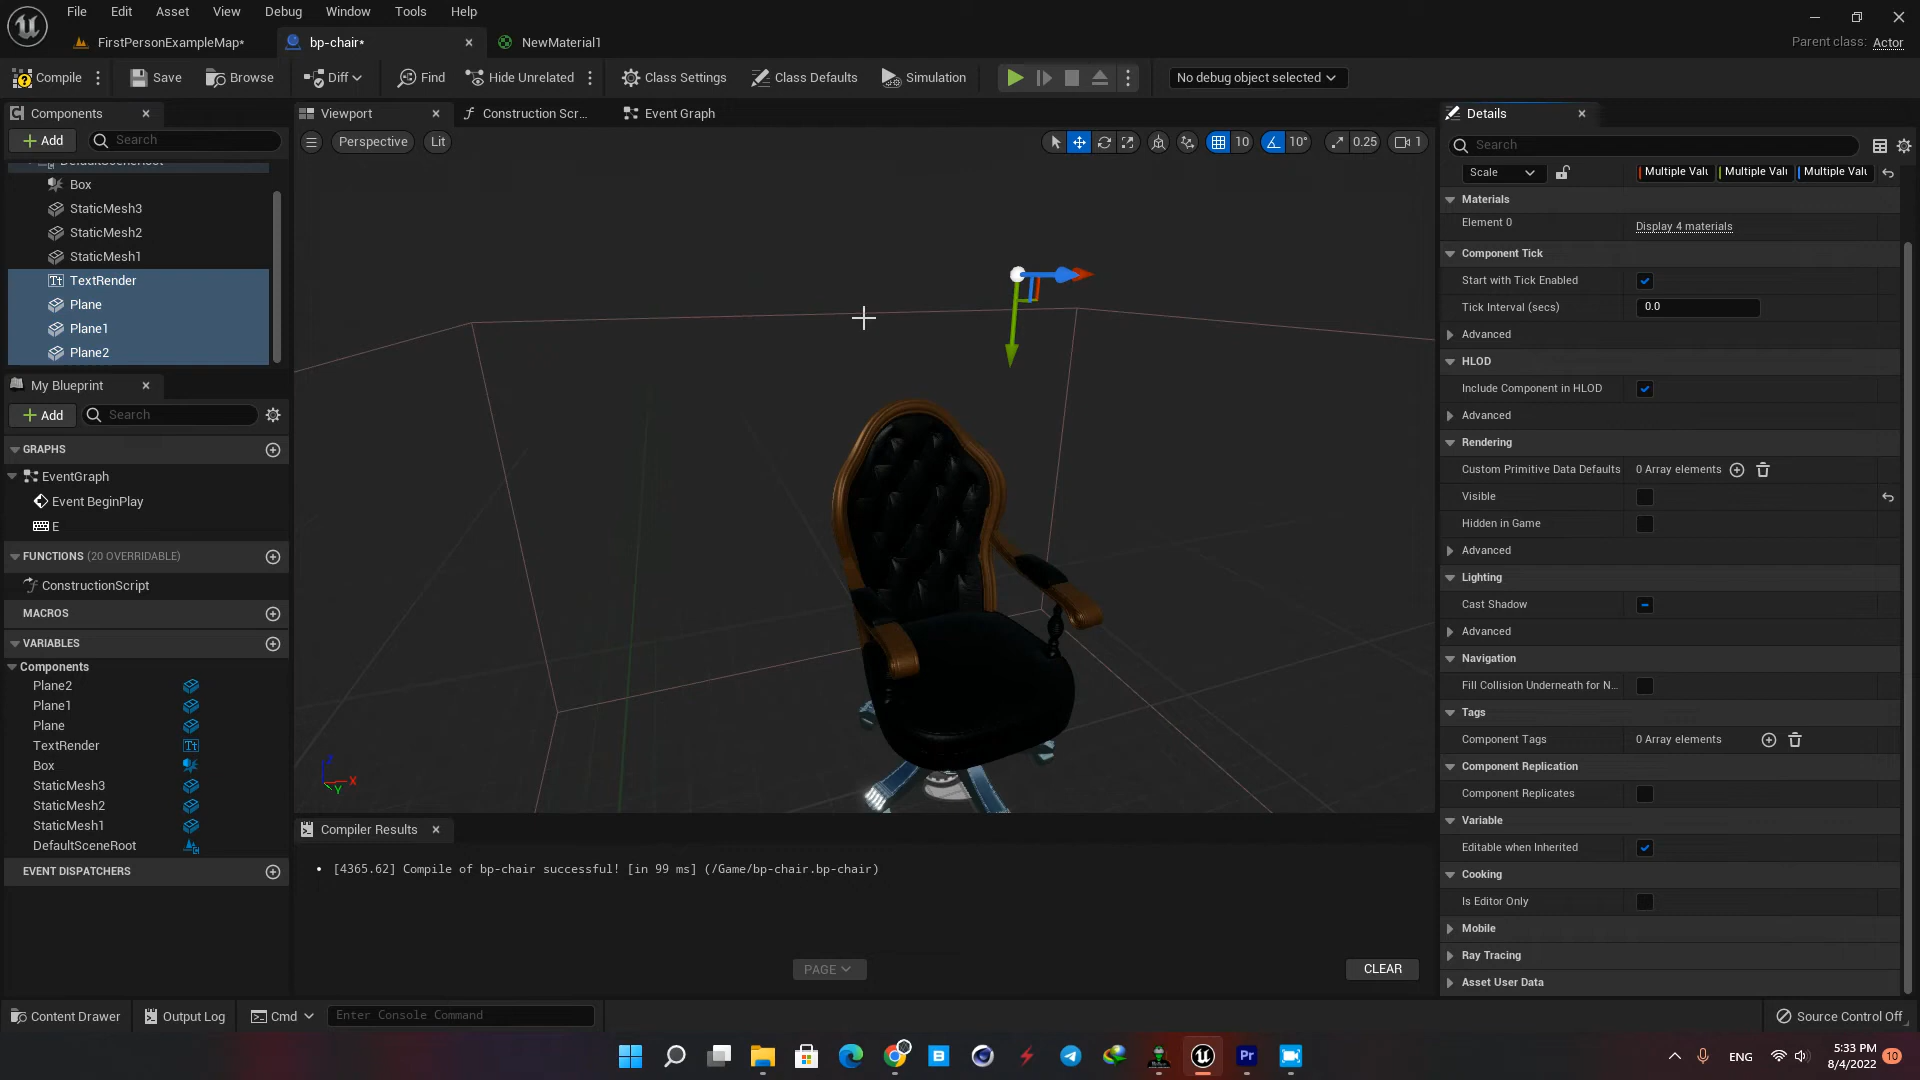 File Edit Asset View Debug Window Tools Help
FirstPersonExampleMap* bp-chair* NewMaterial1
Parent class: Actor
Compile Save Browse Diff Find Hide Unrelated Class Settings Class Defaults Simulation No debug object selected
Components
Add Search
DefaultSceneRoot
Box
StaticMesh3
StaticMesh2
StaticMesh1
TextRender
Plane
Plane1
Plane2
My Blueprint
Add Search
GRAPHS
EventGraph
Event BeginPlay
E
FUNCTIONS (20 OVERRIDABLE)
ConstructionScript
MACROS
VARIABLES
Components
Plane2
Plane1
Plane
TextRender
Box
StaticMesh3
StaticMesh2
StaticMesh1
DefaultSceneRoot
EVENT DISPATCHERS
Viewport Construction Scr... Event Graph
Perspective Lit 10 10° 0.25 1
Z
X
Y
Compiler Results
[4365.62] Compile of bp-chair successful! [in 99 ms] (/Game/bp-chair.bp-chair)
PAGE CLEAR
Details
Search
Scale Multiple Valu Multiple Valu Multiple Valu
Materials
Element 0 Display 4 materials
Component Tick
Start with Tick Enabled
Tick Interval (secs) 0.0
Advanced
HLOD
Include Component in HLOD
Advanced
Rendering
Custom Primitive Data Defaults 0 Array elements
Visible
Hidden in Game
Advanced
Lighting
Cast Shadow
Advanced
Navigation
Fill Collision Underneath for N...
Tags
Component Tags 0 Array elements
Component Replication
Component Replicates
Variable
Editable when Inherited
Cooking
Is Editor Only
Mobile
Ray Tracing
Asset User Data
Content Drawer Output Log Cmd Enter Console Command Source Control Off
ENG 5:33 PM
8/4/2022 10